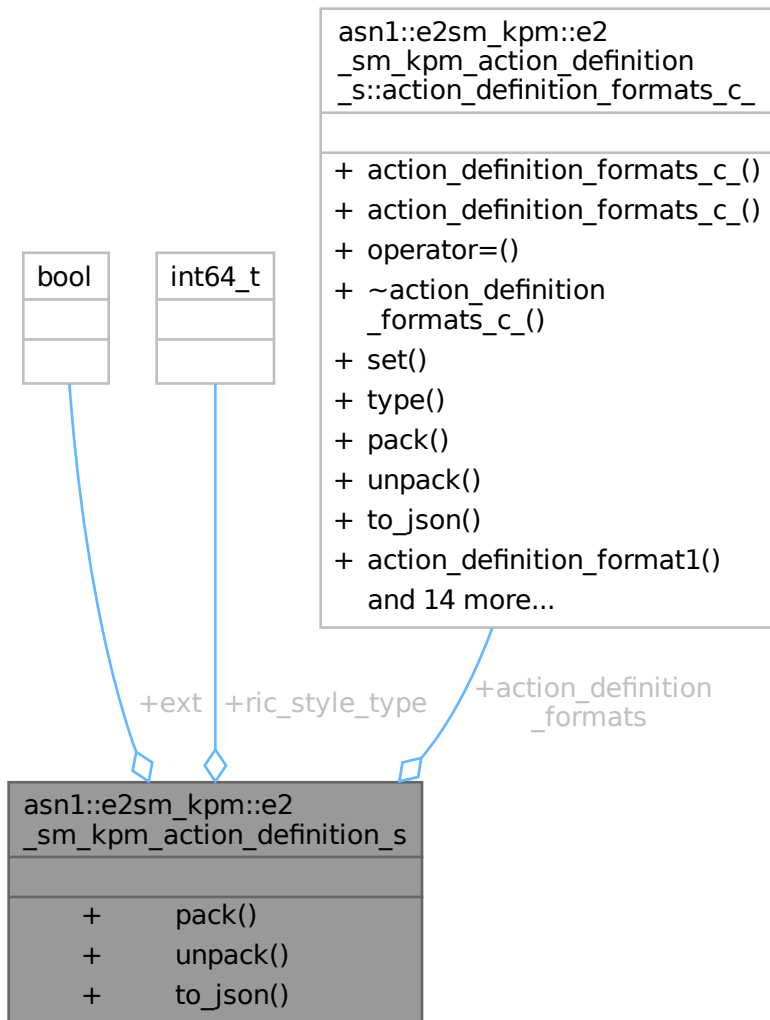 asn1::e2sm_kpm::e2
_sm_kpm_action_definition
_s::action_definition_formats_c_
+ action_definition_formats_c_()
+ action_definition_formats_c_()
+ operator=()
+ ~action_definition
_formats_c_()
+ set()
+ type()
+ pack()
+ unpack()
+ to_json()
+ action_definition_format1()
and 14 more...
bool
int64_t
+ext
+ric_style_type
+action_definition
_formats
asn1::e2sm_kpm::e2
_sm_kpm_action_definition_s
+ pack()
+ unpack()
+ to_json()